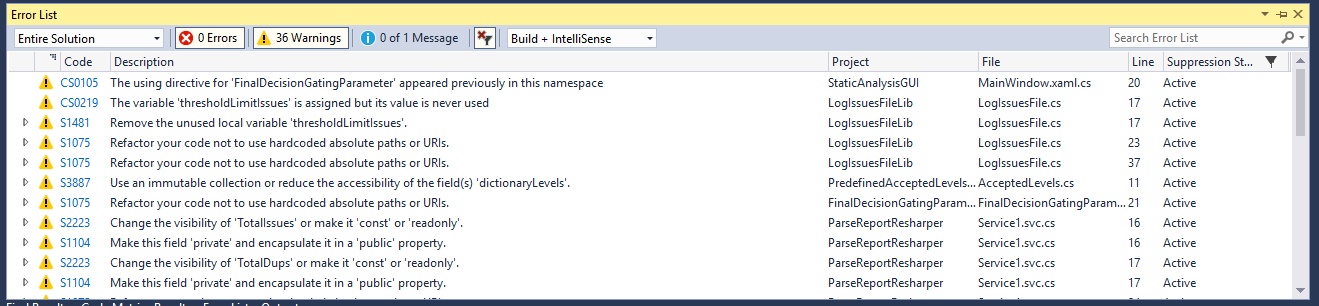 Error List
Entire Solution 0 Errors 36 Warnings 0 of 1 Message Build + IntelliSense Search Error List
Code Description Project File Line Suppression St...
CS0105 The using directive for 'FinalDecisionGatingParameter' appeared previously in this namespace StaticAnalysisGUI MainWindow.xaml.cs 20 Active
CS0219 The variable 'thresholdLimitIssues' is assigned but its value is never used LogIssuesFileLib LogIssuesFile.cs 17 Active
S1481 Remove the unused local variable 'thresholdLimitIssues'. LogIssuesFileLib LogIssuesFile.cs 17 Active
S1075 Refactor your code not to use hardcoded absolute paths or URIs. LogIssuesFileLib LogIssuesFile.cs 23 Active
S1075 Refactor your code not to use hardcoded absolute paths or URIs. LogIssuesFileLib LogIssuesFile.cs 37 Active
S3887 Use an immutable collection or reduce the accessibility of the field(s) 'dictionaryLevels'. PredefinedAcceptedLevels... AcceptedLevels.cs 11 Active
S1075 Refactor your code not to use hardcoded absolute paths or URIs. FinalDecisionGatingParam... FinalDecisionGatingParam... 21 Active
S2223 Change the visibility of 'TotalIssues' or make it 'const' or 'readonly'. ParseReportResharper Service1.svc.cs 16 Active
S1104 Make this field 'private' and encapsulate it in a 'public' property. ParseReportResharper Service1.svc.cs 16 Active
S2223 Change the visibility of 'TotalDups' or make it 'const' or 'readonly'. ParseReportResharper Service1.svc.cs 17 Active
S1104 Make this field 'private' and encapsulate it in a 'public' property. ParseReportResharper Service1.svc.cs 17 Active